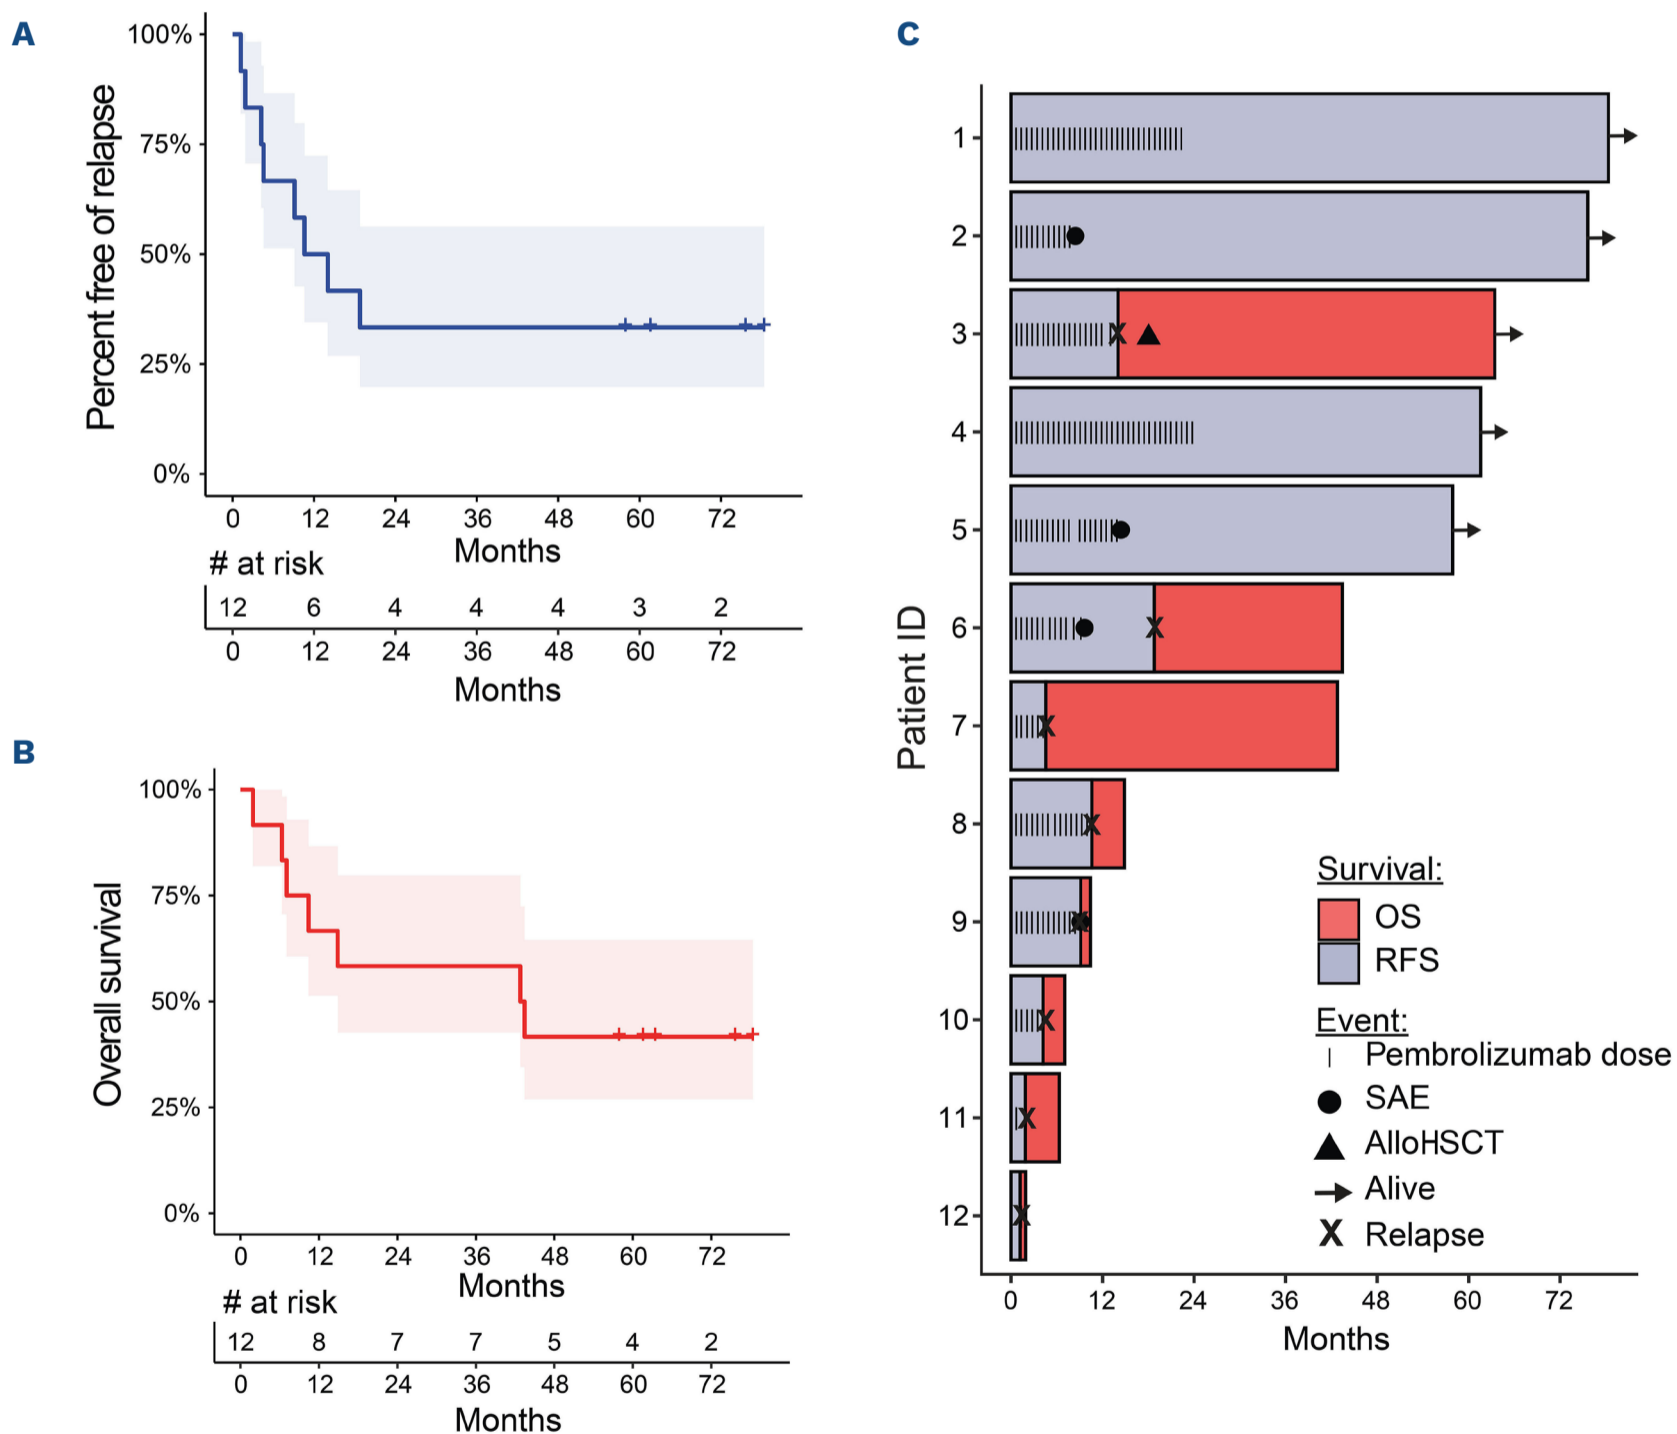 A
Percent free of relapse
100%
75%
50%
25%
0%
0 12 24 36 48 60 72
Months
# at risk
12 6 4 4 4 3 2
0 12 24 36 48 60 72
Months
B
Overall survival
100%
75%
50%
25%
0%
0 12 24 36 48 60 72
Months
# at risk
12 8 7 7 5 4 2
0 12 24 36 48 60 72
Months
C
Patient ID
1
2
3
4
5
6
7
8
9
10
11
12
0 12 24 36 48 60 72
Months
Survival:
OS
RFS
Event:
Pembrolizumab dose
SAE
AlloHSCT
Alive
Relapse